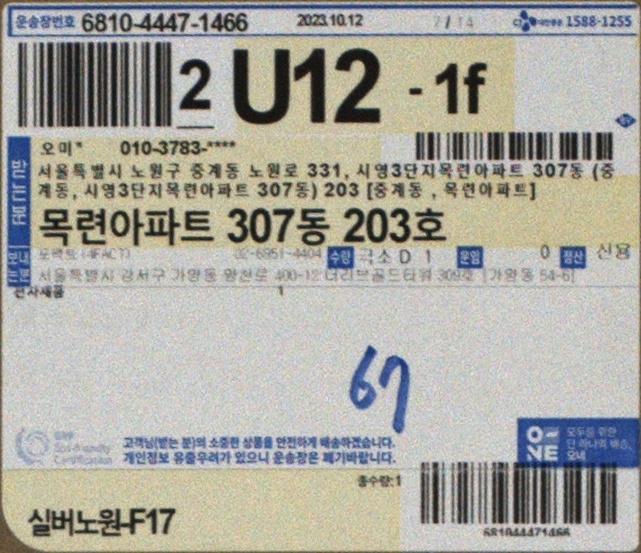 운송장번호 6810-4447-1466 2023.10.12 7/14 CJ대한통운 1588-1255
2 U12 - 1f
받는분
오미* 010-3783-****
서울특별시 노원구 중계동 노원로 331, 시영3단지목련아파트 307동 (중
계동, 시영3단지목련아파트 307동) 203 [중계동 , 목련아파트]
목련아파트 307동 203호
보내는분
포팩트(4FACT) 02-6951-4404 수량 극소D 1 운임 0 정산 신용
서울특별시 강서구 가양동 양천로 400-12 더리브골드타워 309호 [가양동 54-6]
전사제품 1
67
고객님(받는 분)의 소중한 상품을 안전하게 배송하겠습니다.
개인정보 유출우려가 있으니 운송장은 폐기바랍니다.
Eco-Friendly
Certification
ONE
모두를 위한
단 하나의 배송,
오네
총수량:1
실버노원-F17
681044471466